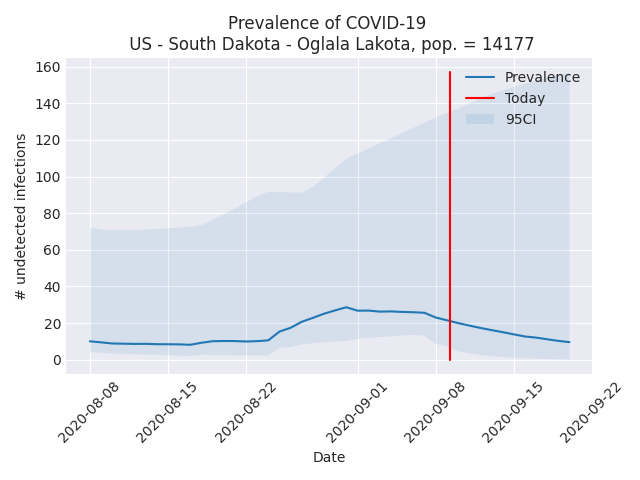 Prevalence of COVID-19
US - South Dakota - Oglala Lakota, pop. = 14177
160
140
120
100
80
60
40
20
0
# undetected infections
Prevalence
Today
95CI
2020-08-08
2020-08-15
2020-08-22
2020-09-01
2020-09-08
2020-09-15
2020-09-22
Date